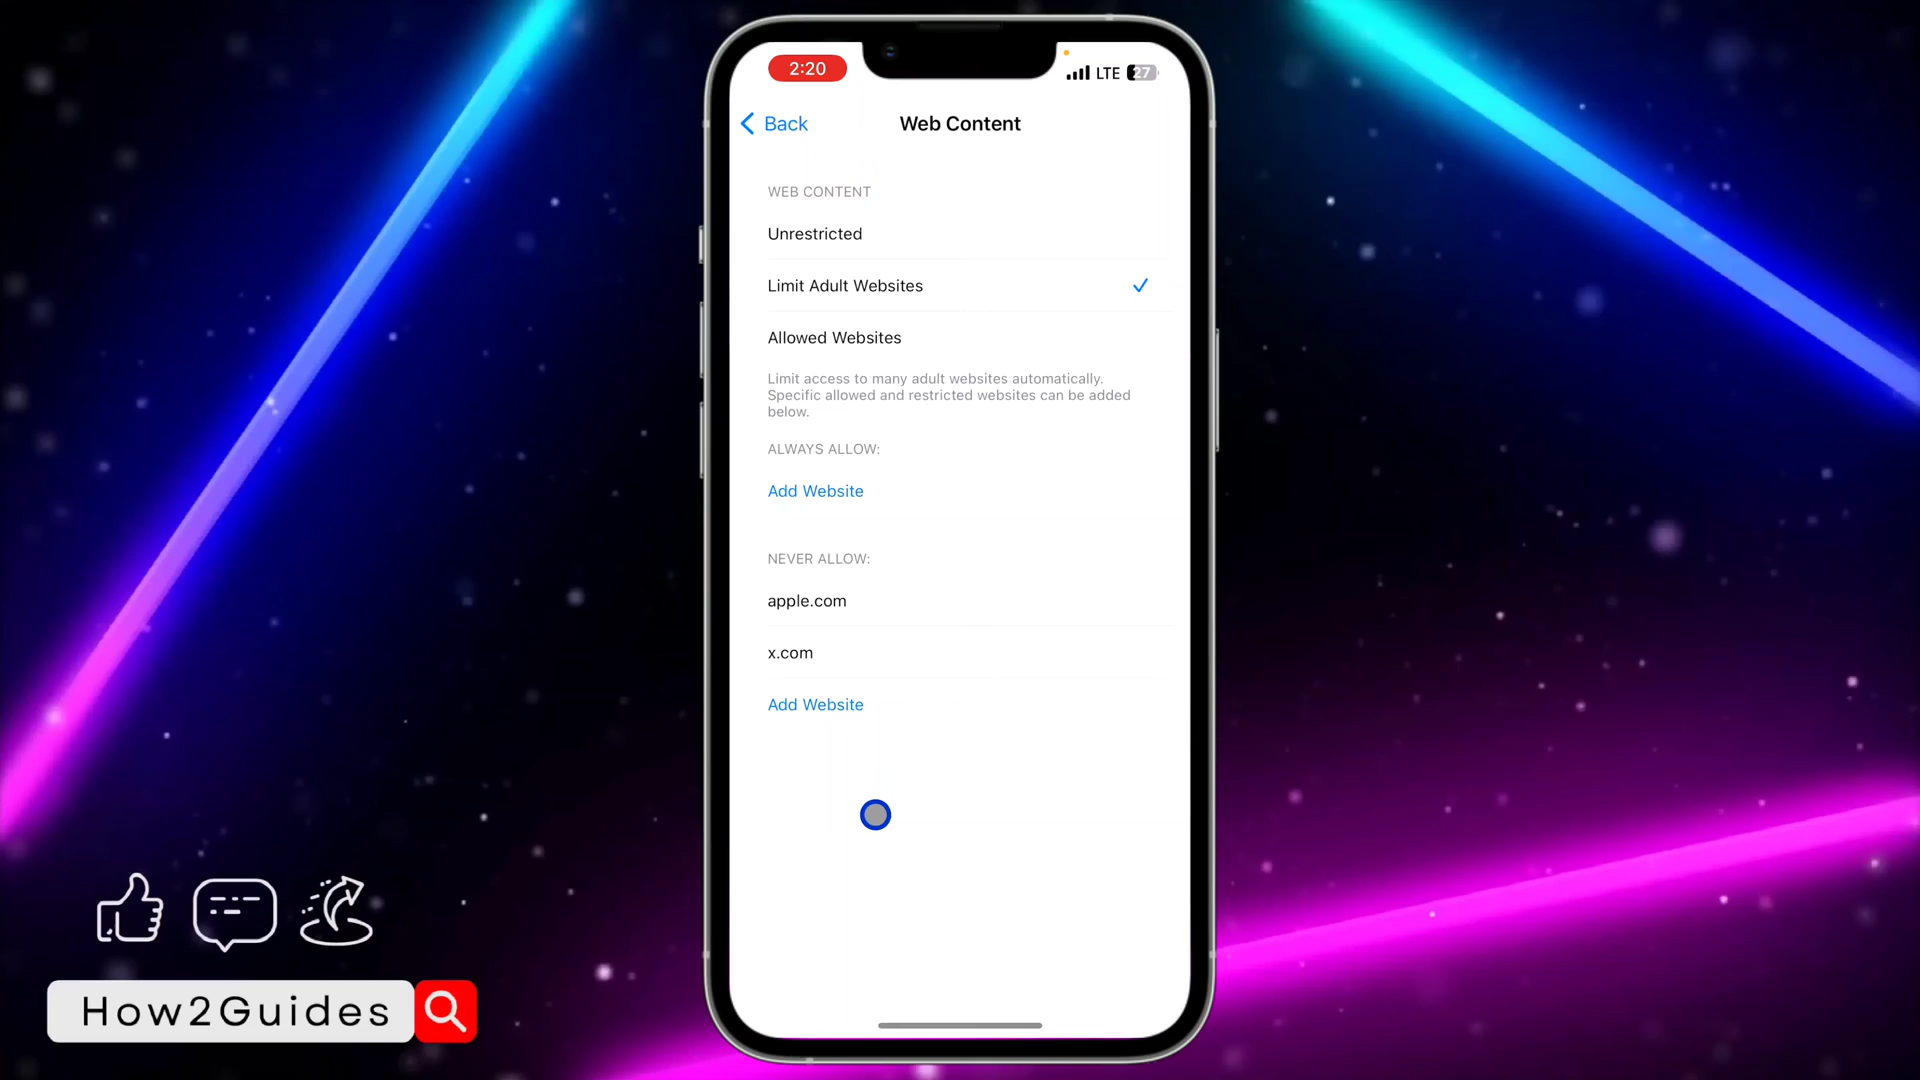 2:20
LTE 27
Back
Web Content
WEB CONTENT
Unrestricted
Limit Adult Websites
Allowed Websites
Limit access to many adult websites automatically.
Specific allowed and restricted websites can be added
below.
ALWAYS ALLOW:
Add Website
NEVER ALLOW:
apple.com
x.com
Add Website
How2Guides